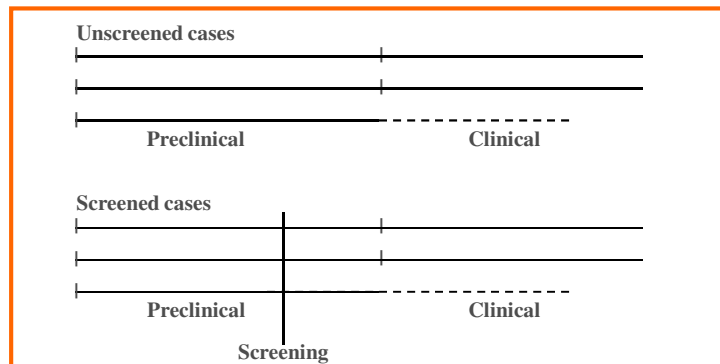 Unscreened cases
Preclinical Clinical
Screened cases
Preclinical Clinical
Screening